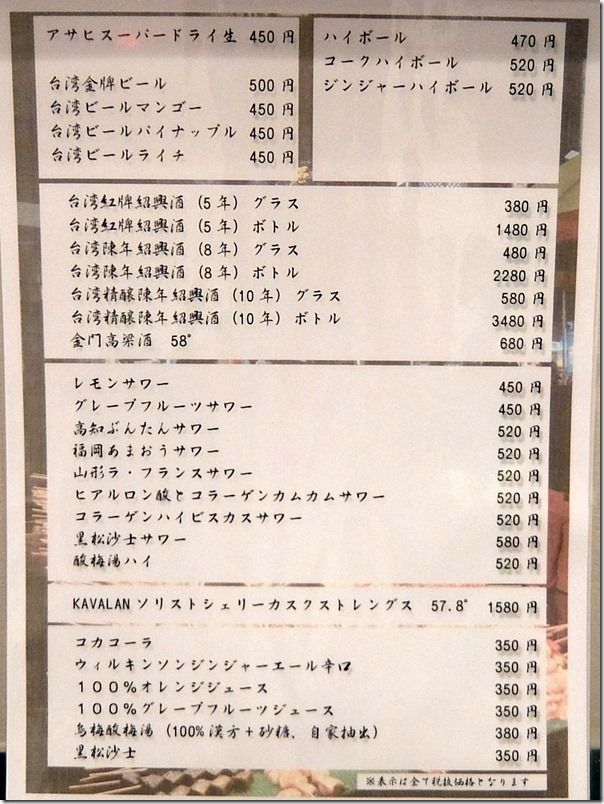 アサヒスーパードライ生 450円
台湾金牌ビール 500円
台湾ビールマンゴー 450円
台湾ビールパイナップル 450円
台湾ビールライチ 450円
ハイボール 470円
コークハイボール 520円
ジンジャーハイボール 520円
台湾紅牌紹興酒(5年) グラス 380円
台湾紅牌紹興酒(5年) ボトル 1480円
台湾陳年紹興酒(8年) グラス 480円
台湾陳年紹興酒(8年) ボトル 2280円
台湾精醸陳年紹興酒(10年) グラス 580円
台湾精醸陳年紹興酒(10年) ボトル 3480円
金門高粱酒 58° 680円
レモンサワー 450円
グレープフルーツサワー 450円
高知ぶんたんサワー 520円
福岡あまおうサワー 520円
山形ラ・フランスサワー 520円
ヒアルロン酸とコラーゲンカムカムサワー 520円
コラーゲンハイビスカスサワー 520円
黒松沙士サワー 580円
酸梅湯ハイ 520円
KAVALANソリストシェリーカスクストレングス 57.8° 1580円
コカコーラ 350円
ウィルキンソンジンジャーエール辛口 350円
100%オレンジジュース 350円
100%グレープフルーツジュース 350円
烏梅酸梅湯(100%漢方+砂糖、自家抽出) 380円
黒松沙士 350円
※表示は全て税抜価格となります